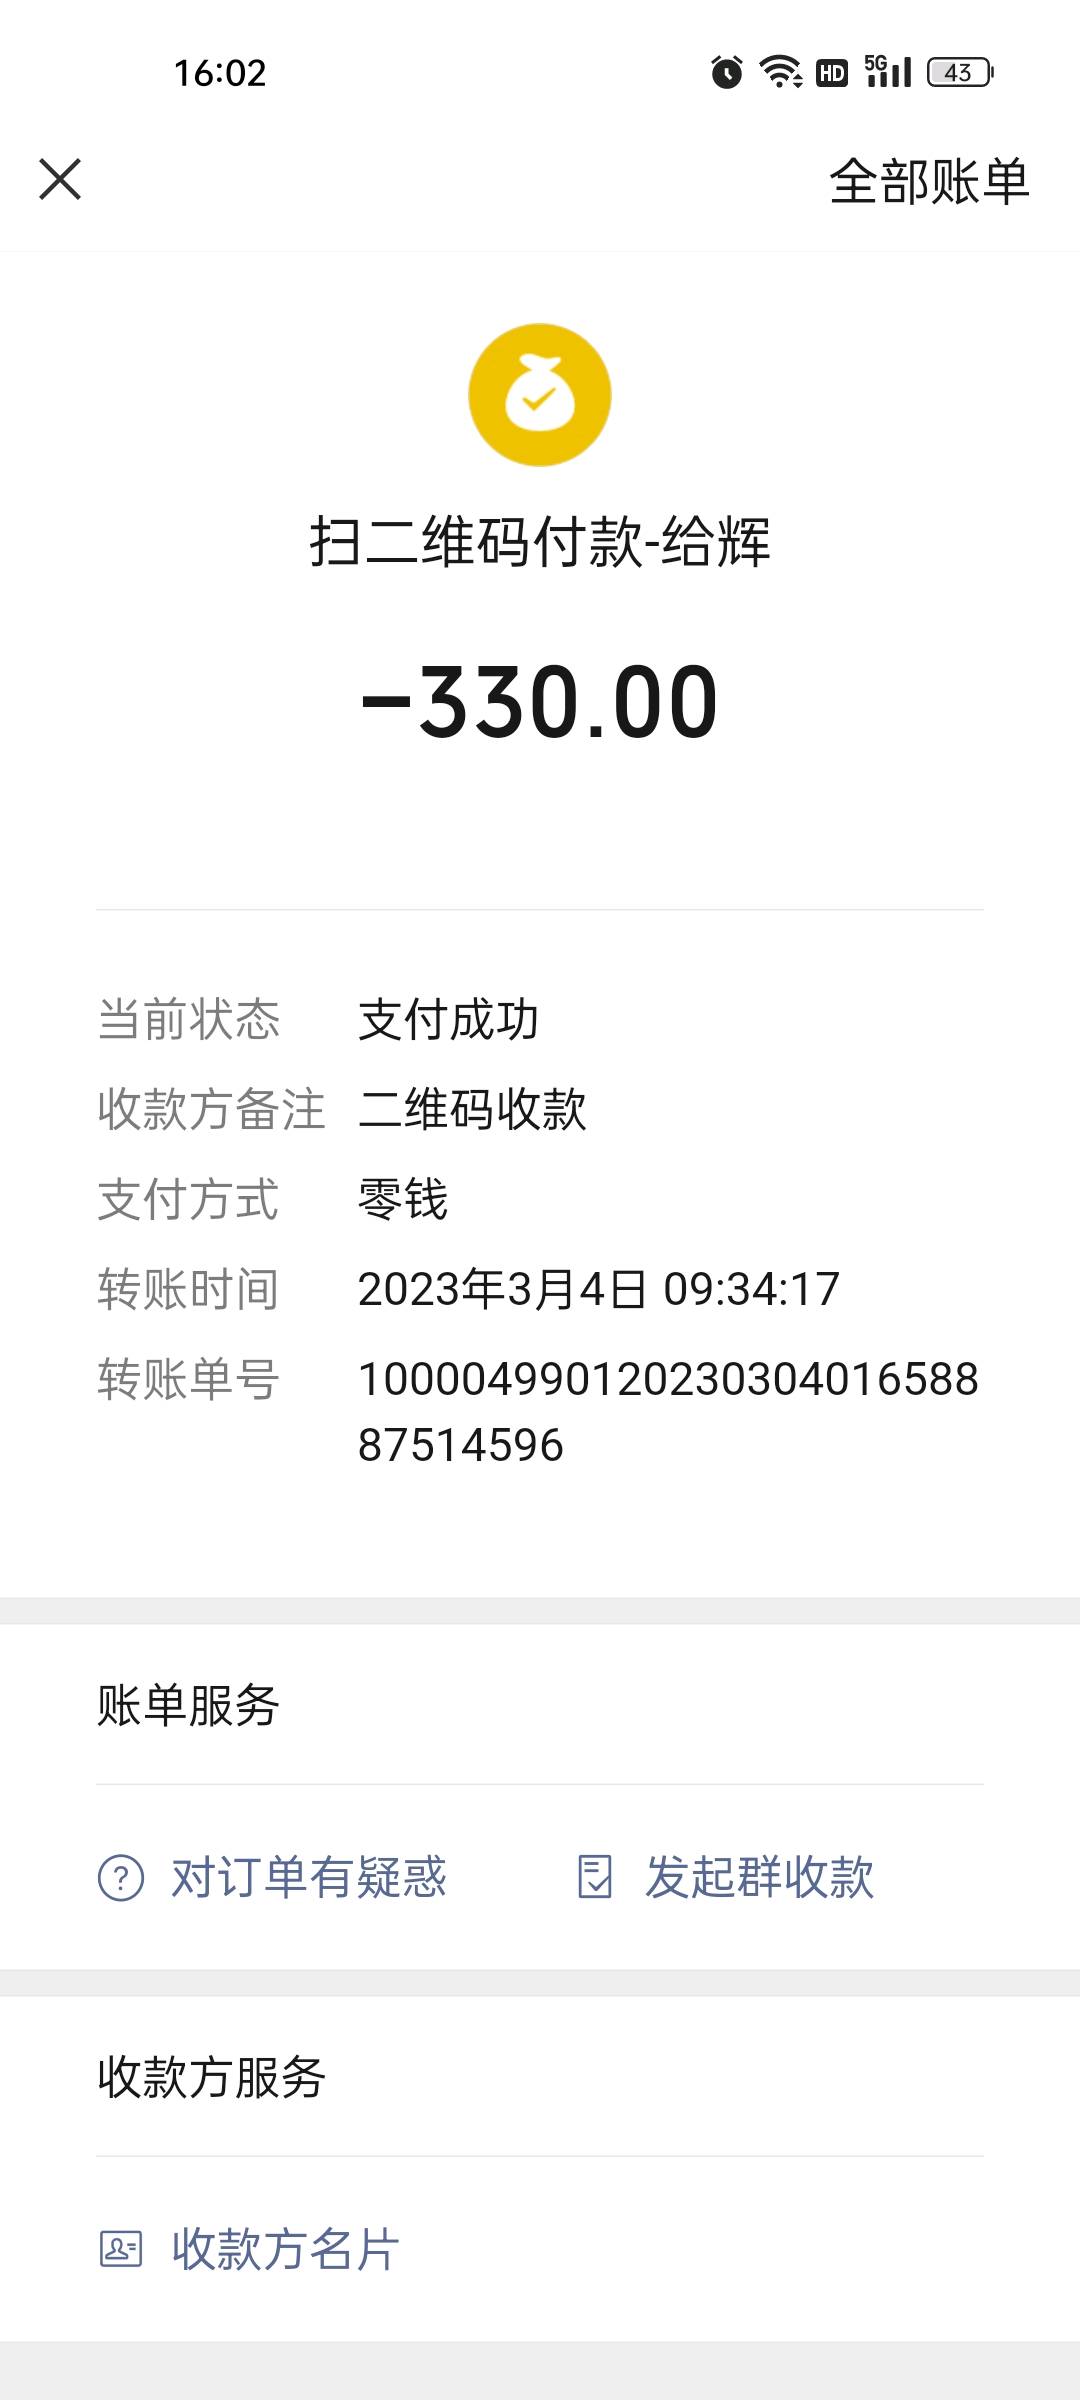 16:02
HD 5G 43
全部账单
扫二维码付款-给辉
-330.00
当前状态 支付成功
收款方备注 二维码收款
支付方式 零钱
转账时间 2023年3月4日 09:34:17
转账单号 100004990120230304016588
87514596
账单服务
对订单有疑惑 发起群收款
收款方服务
收款方名片